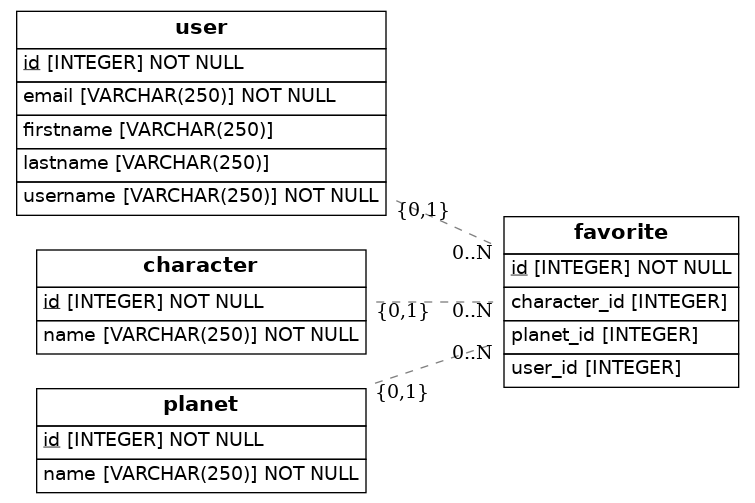 user
id [INTEGER] NOT NULL
email [VARCHAR(250)] NOT NULL
firstname [VARCHAR(250)]
lastname [VARCHAR(250)]
username [VARCHAR(250)] NOT NULL
{0,1}
0..N
character
id [INTEGER] NOT NULL
name [VARCHAR(250)] NOT NULL
{0,1}
0..N
planet
id [INTEGER] NOT NULL
name [VARCHAR(250)] NOT NULL
{0,1}
0..N
favorite
id [INTEGER] NOT NULL
character_id [INTEGER]
planet_id [INTEGER]
user_id [INTEGER]